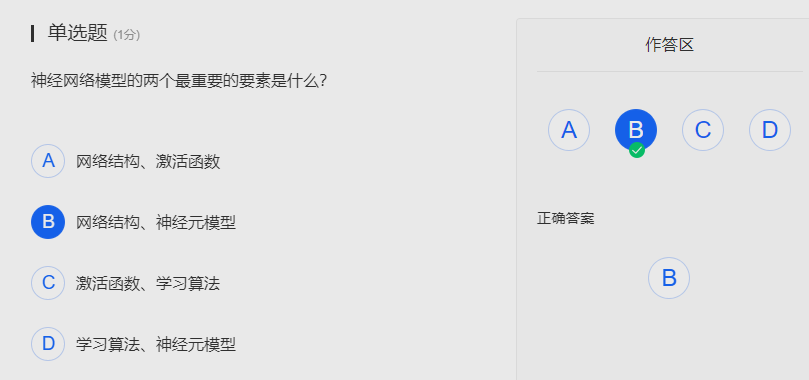 单选题 (1分)
神经网络模型的两个最重要的要素是什么?
A 网络结构、激活函数
B 网络结构、神经元模型
C 激活函数、学习算法
D 学习算法、神经元模型
作答区
A B C D
正确答案
B